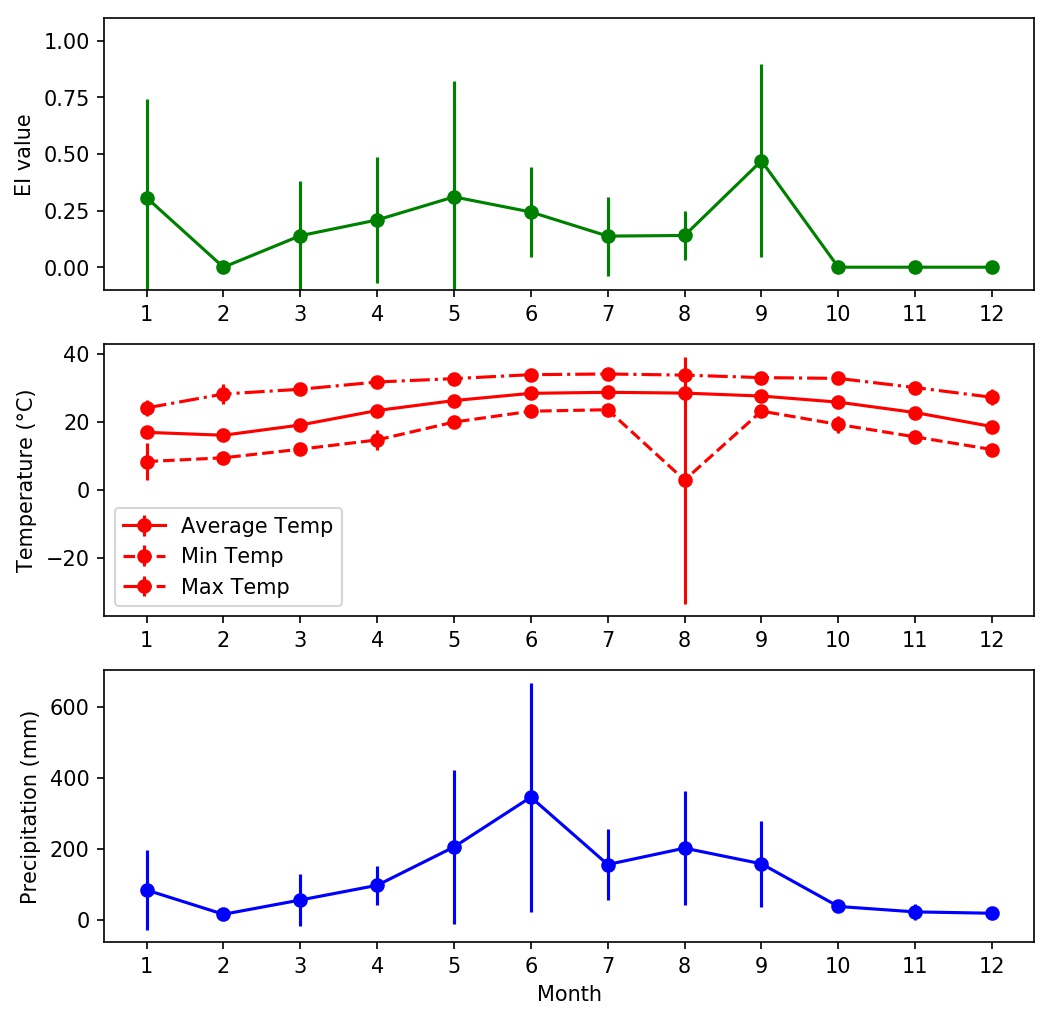 EI value
1.00
0.75
0.50
0.25
0.00
1 2 3 4 5 6 7 8 9 10 11 12
Temperature (°C)
40
20
0
−20
Average Temp
Min Temp
Max Temp
1 2 3 4 5 6 7 8 9 10 11 12
Precipitation (mm)
600
400
200
0
1 2 3 4 5 6 7 8 9 10 11 12
Month